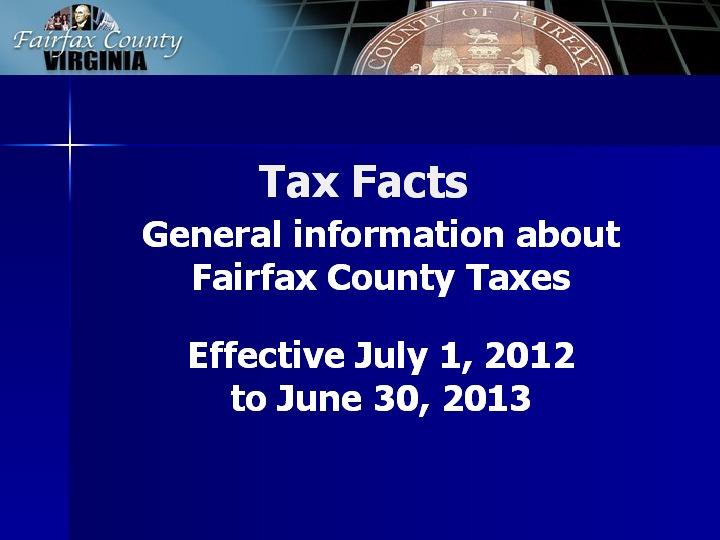 Fairfax County
VIRGINIA
COUNTY OF FAIRFAX
Tax Facts
General information about
Fairfax County Taxes
Effective July 1, 2012
to June 30, 2013